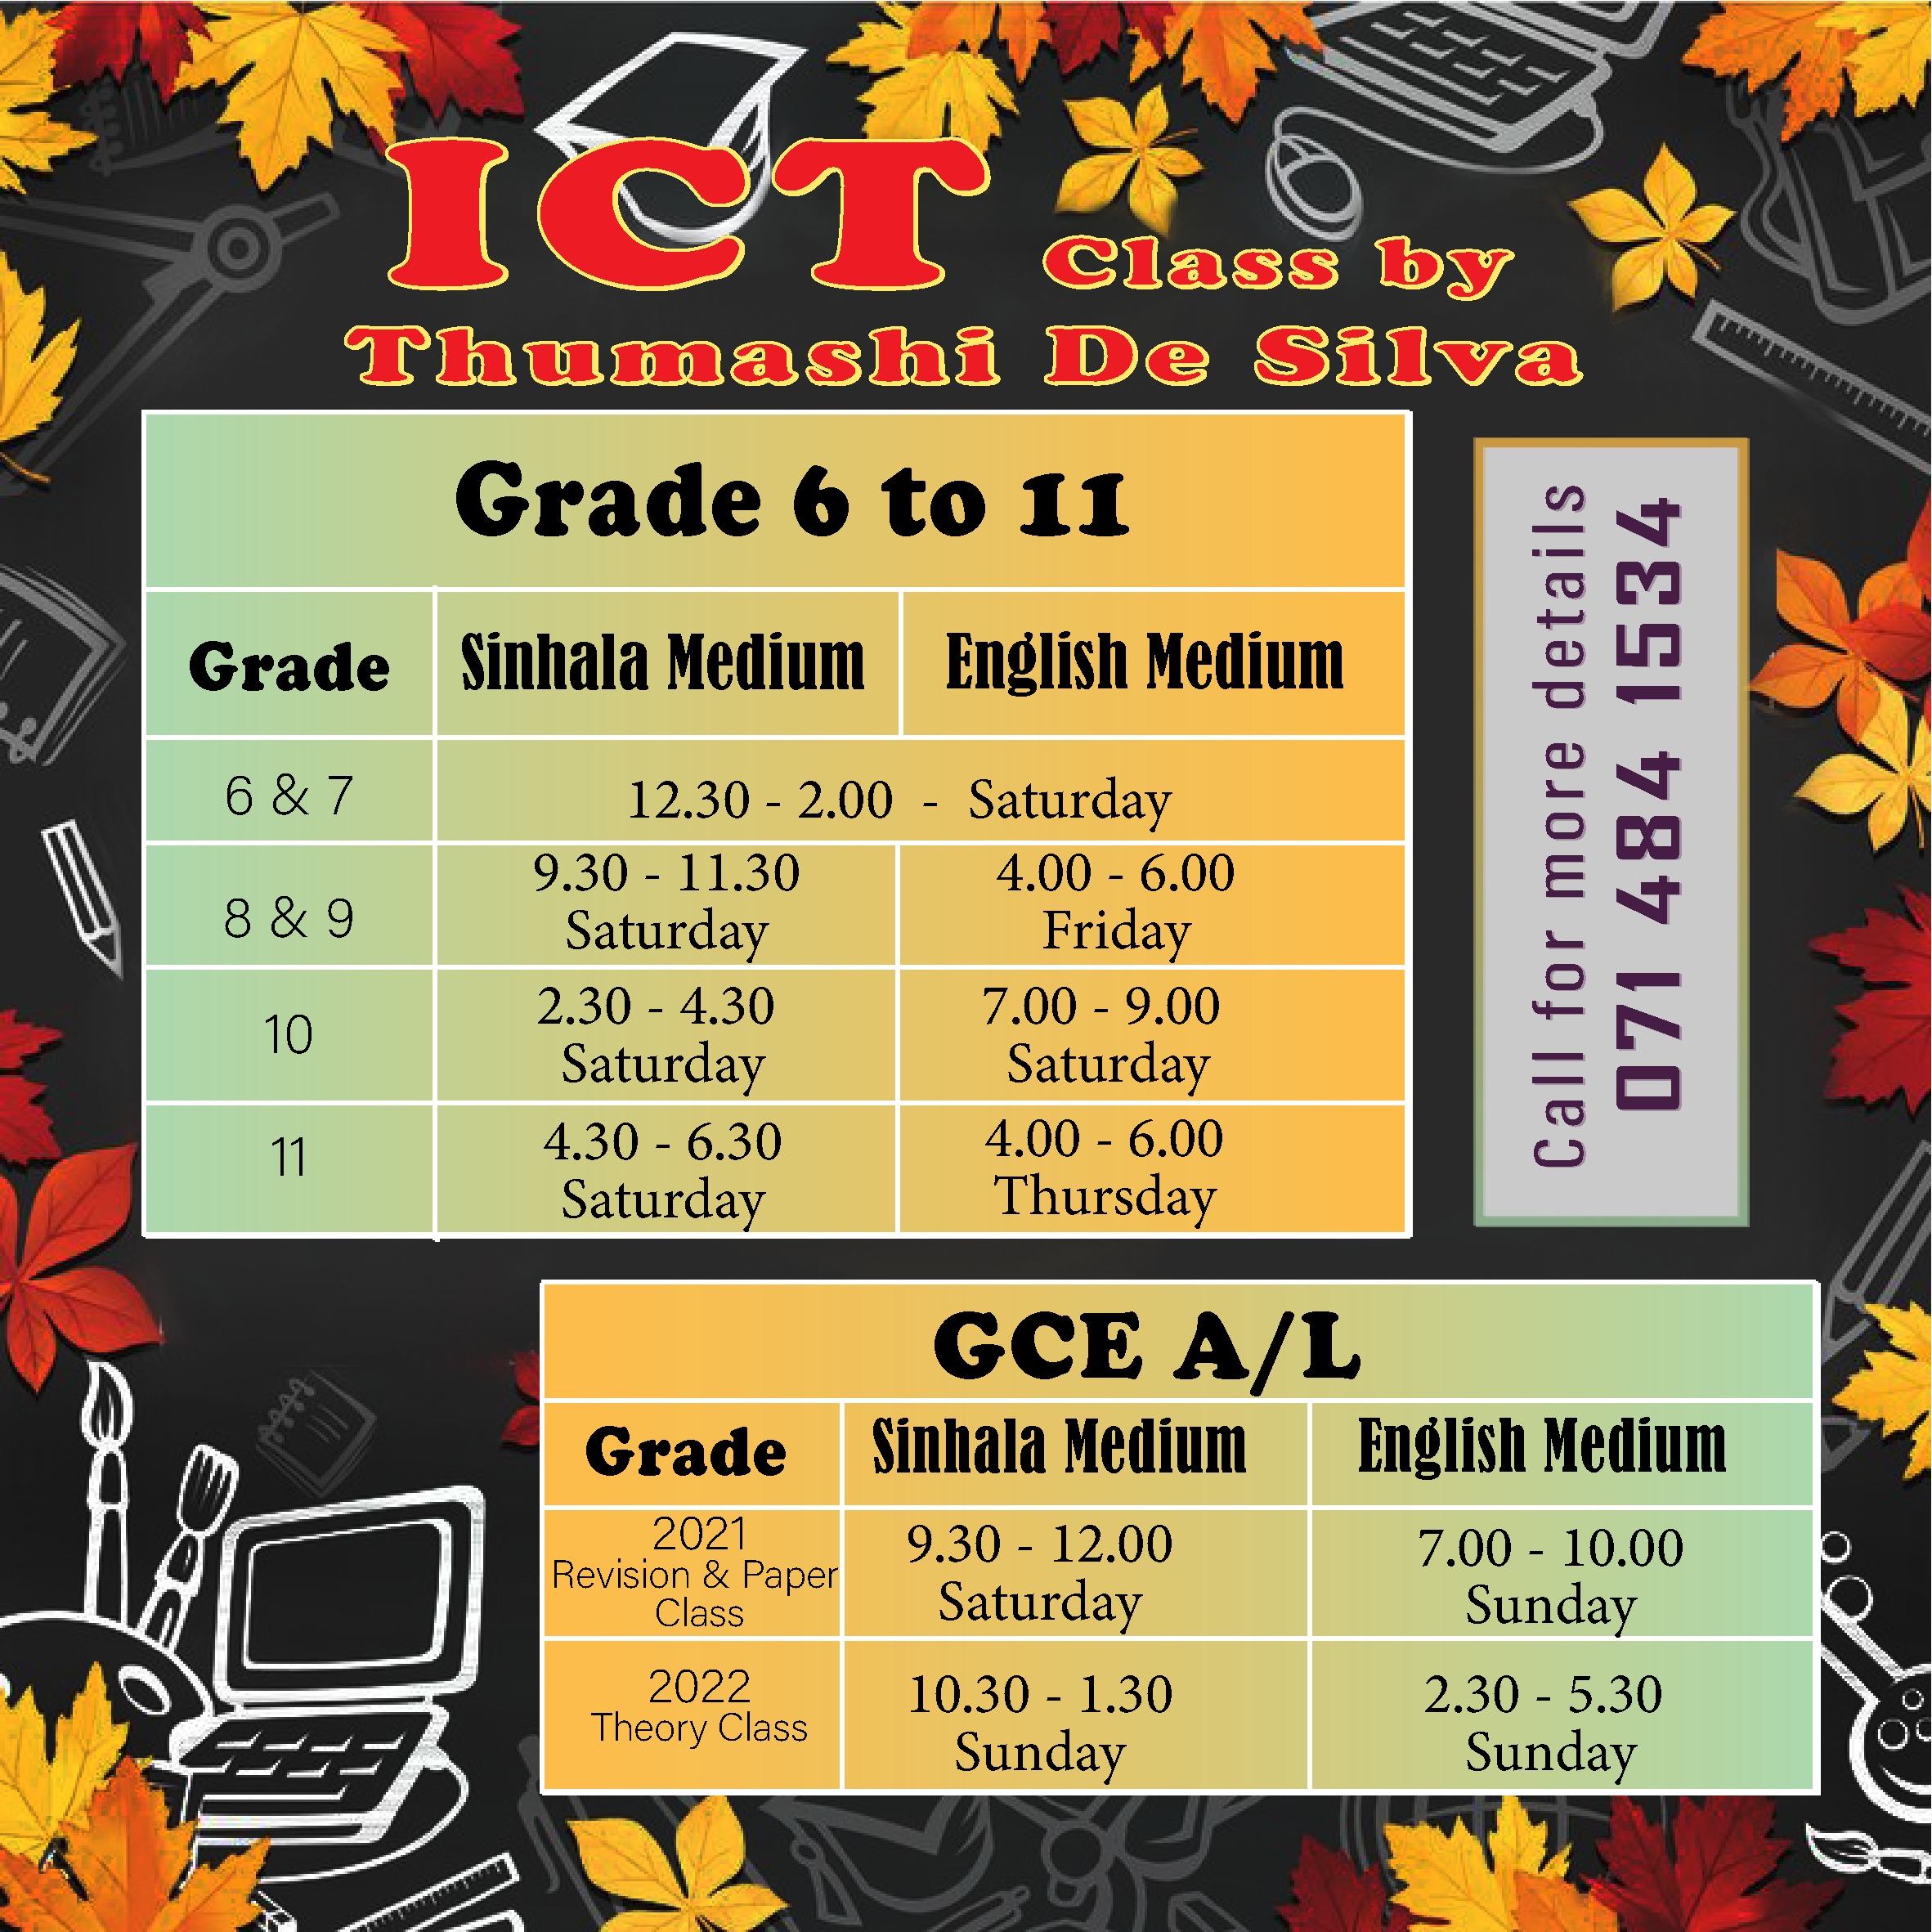 ICT Class by
Thumashi De Silva
Grade 6 to 11
Grade Sinhala Medium English Medium
6 & 7 12.30 - 2.00 - Saturday
8 & 9 9.30 - 11.30 4.00 - 6.00
Saturday Friday
10 2.30 - 4.30 7.00 - 9.00
Saturday Saturday
11 4.30 - 6.30 4.00 - 6.00
Saturday Thursday
Call for more details
071 484 1534
GCE A/L
Grade Sinhala Medium English Medium
2021 9.30 - 12.00 7.00 - 10.00
Revision & Paper Saturday Sunday
Class
2022 10.30 - 1.30 2.30 - 5.30
Theory Class Sunday Sunday